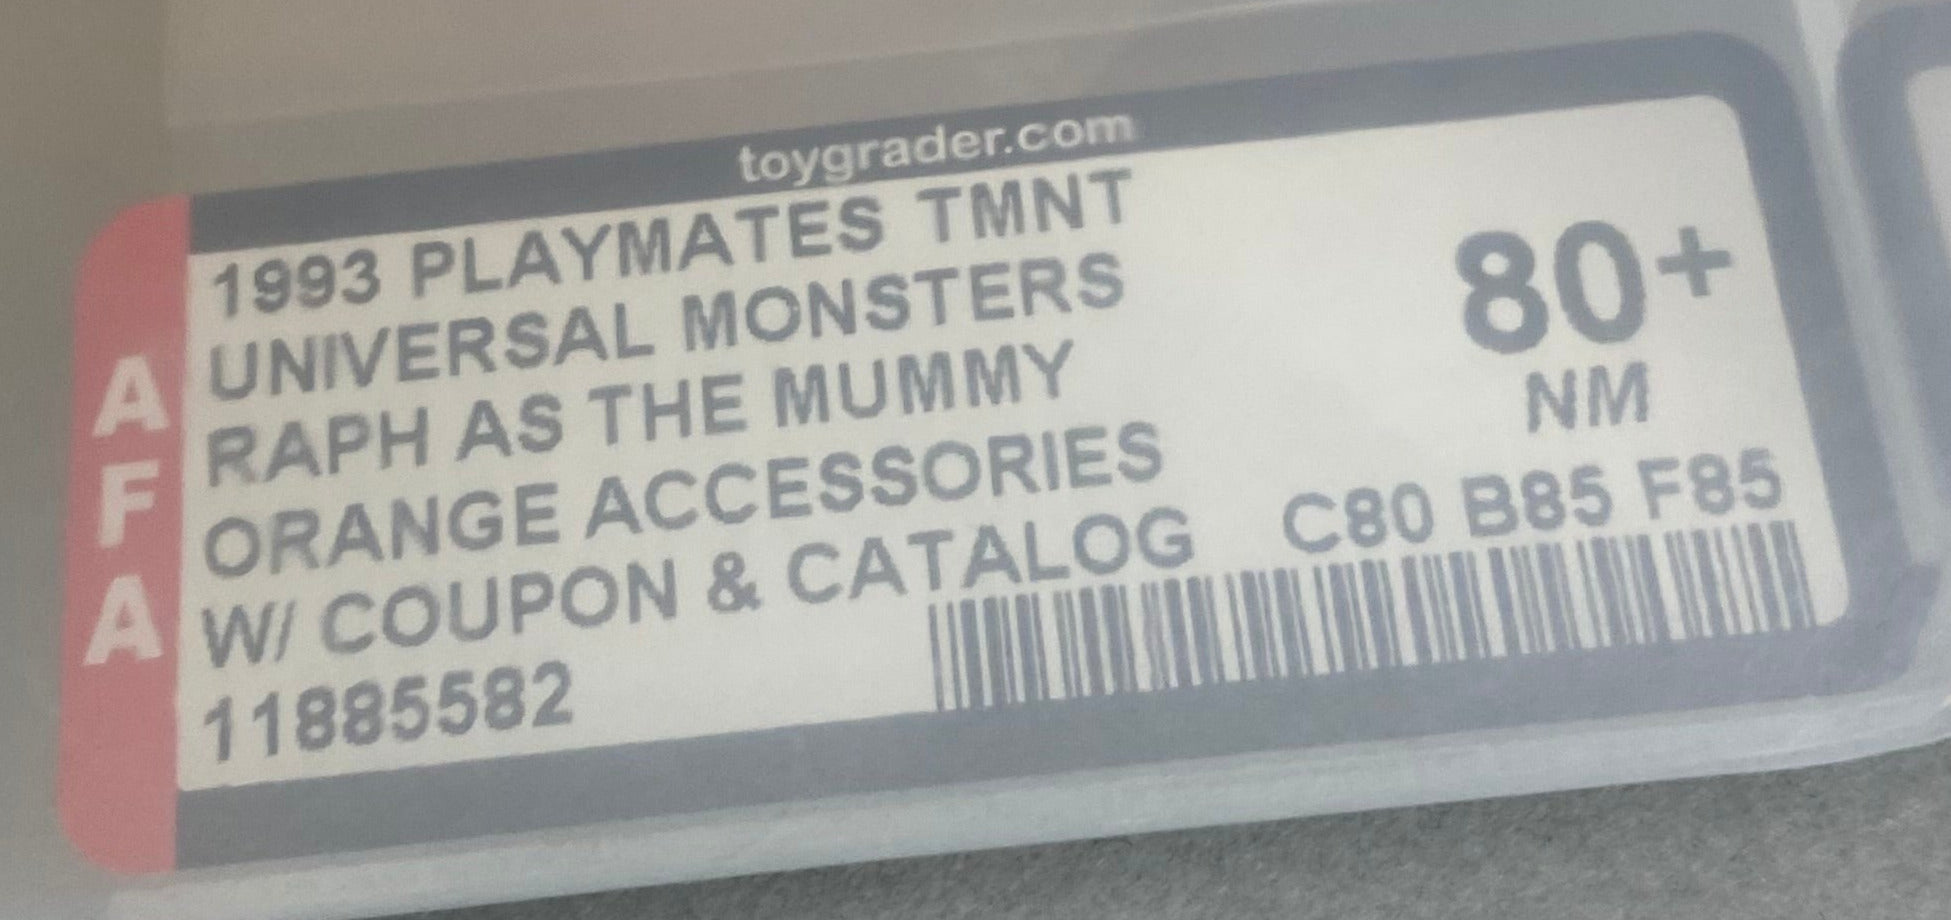 toygrader.com
1993 PLAYMATES TMNT
UNIVERSAL MONSTERS
RAPH AS THE MUMMY
ORANGE ACCESSORIES
W/ COUPON & CATALOG
11885582
80+
NM
C80 B85 F85
AFA